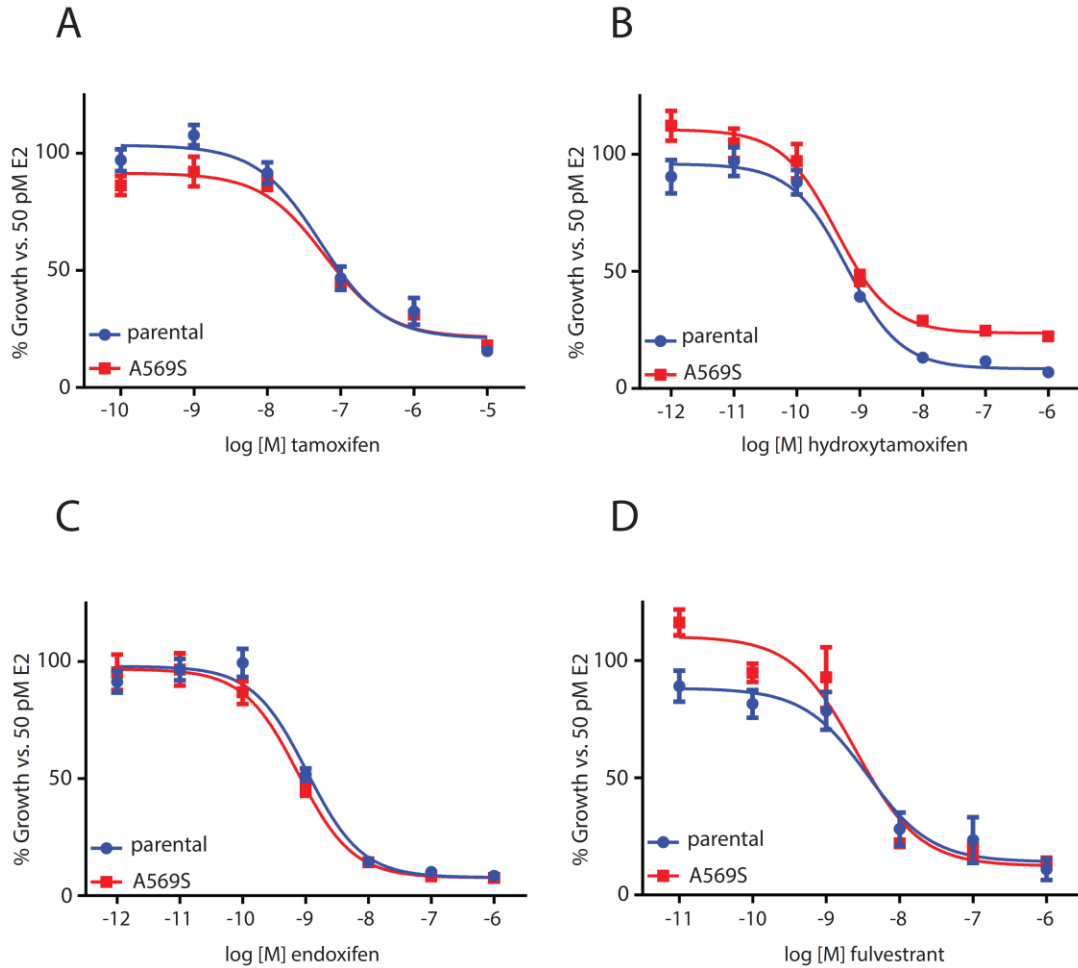 A
% Growth vs. 50 pM E2
100
50
0
parental
A569S
-10 -9 -8 -7 -6 -5
log [M] tamoxifen
B
% Growth vs. 50 pM E2
100
50
0
parental
A569S
-12 -11 -10 -9 -8 -7 -6
log [M] hydroxytamoxifen
C
% Growth vs. 50 pM E2
100
50
0
parental
A569S
-12 -11 -10 -9 -8 -7 -6
log [M] endoxifen
D
% Growth vs. 50 pM E2
100
50
0
parental
A569S
-11 -10 -9 -8 -7 -6
log [M] fulvestrant